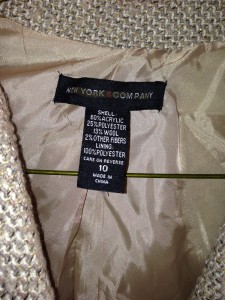 NEW YORK & COMPANY
SHELL:
60% ACRYLIC
25% POLYESTER
13% WOOL
2% OTHER FIBERS
LINING:
100% POLYESTER
CARE ON REVERSE
10
MADE IN
CHINA